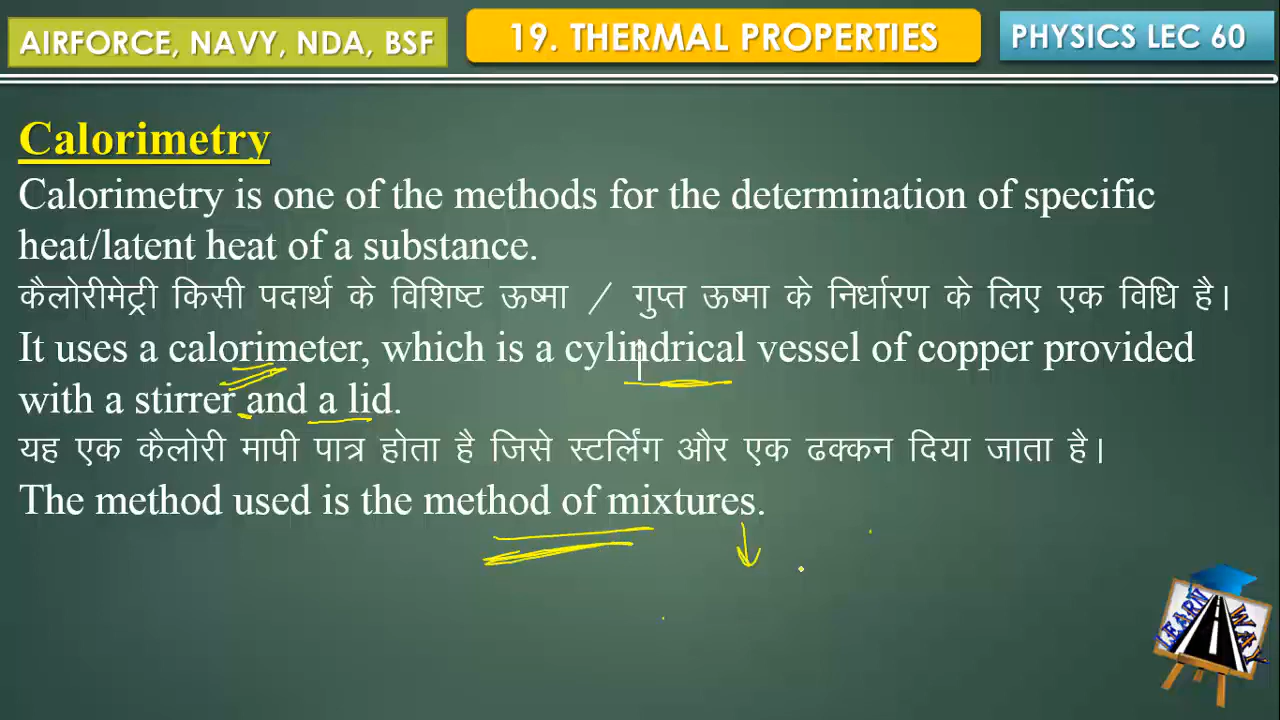 AIRFORCE, NAVY, NDA, BSF
19. THERMAL PROPERTIES
PHYSICS LEC 60
Calorimetry
Calorimetry is one of the methods for the determination of specific
heat/latent heat of a substance.
कैलोरीमेट्री किसी पदार्थ के विशिष्ट ऊष्मा / गुप्त ऊष्मा के निर्धारण के लिए एक विधि है।
It uses a calorimeter, which is a cylindrical vessel of copper provided
with a stirrer and a lid.
यह एक कैलोरी मापी पात्र होता है जिसे स्टर्लिंग और एक ढक्कन दिया जाता है।
The method used is the method of mixtures.
LEARN WAY